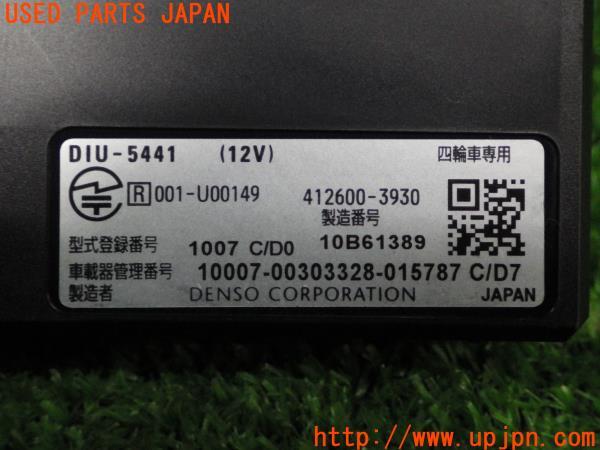 USED PARTS JAPAN
DIU-5441 (12V) 四輪車専用
R 001-U00149 412600-3930
製造番号
型式登録番号 1007 C/D0 10B61389
車載器管理番号 10007-00303328-015787 C/D7
製造者 DENSO CORPORATION JAPAN
http://www.upjpn.com